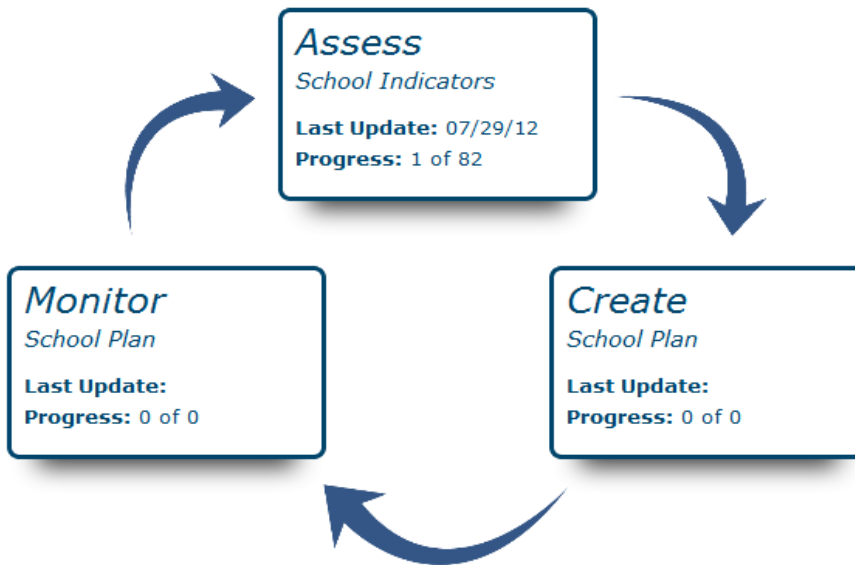 Assess
School Indicators
Last Update: 07/29/12
Progress: 1 of 82
Monitor
School Plan
Last Update:
Progress: 0 of 0
Create
School Plan
Last Update:
Progress: 0 of 0